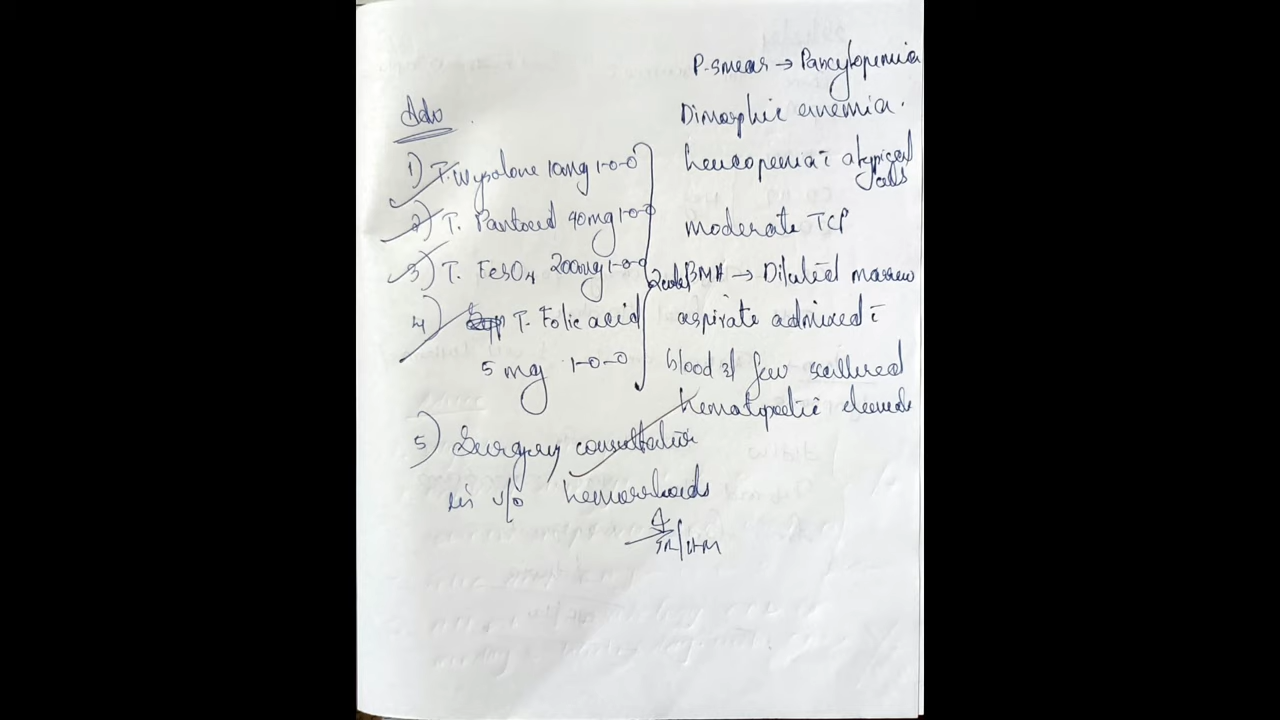 P-smear → Pancytopenia
Dimorphic anemia.
Leucopenia c̄ atypical cells
moderate TCP
BMA → Diluted marrow
aspirate admixed c̄
blood & few scattered
hematopoetic elements
Adv
1) T. Wysolone 10mg 1-0-0
2) T. Pantocid 40mg 1-0-0
3) T. FeSO4 200mg 1-0-0
4) T. Folic acid
5 mg 1-0-0
5) Surgery consultation
in v/o hemorrhoids